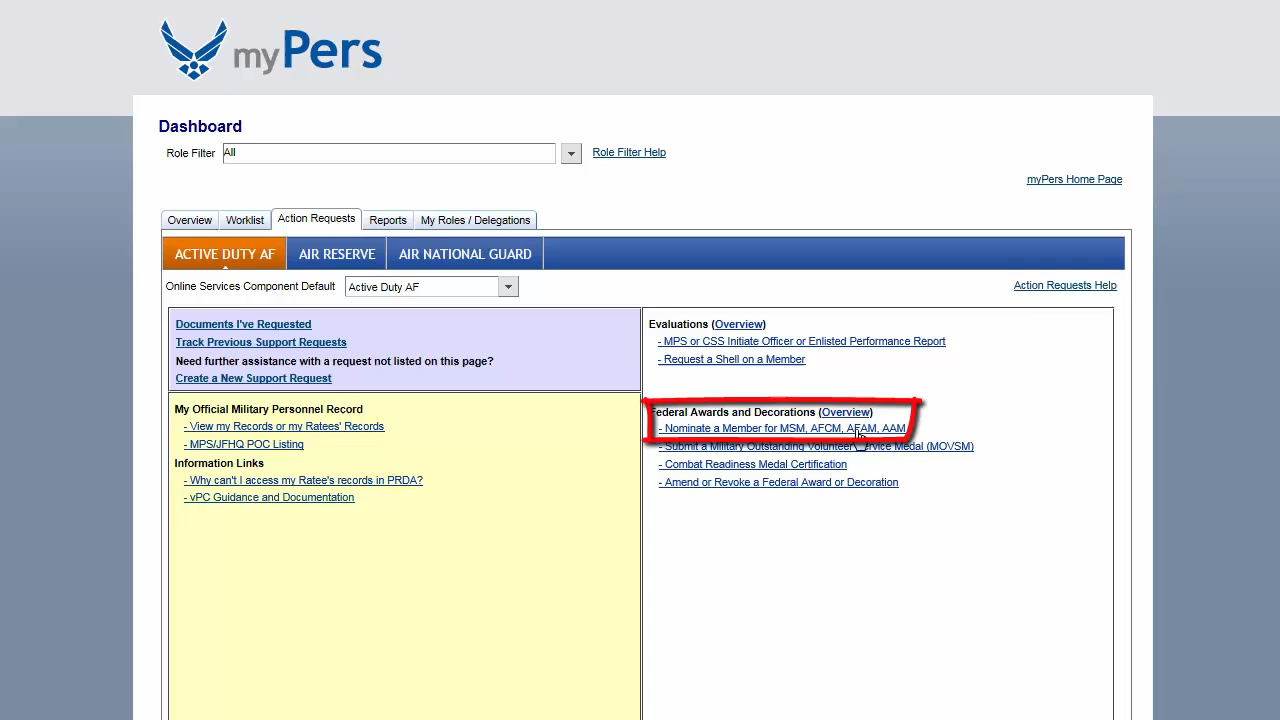 myPers
Dashboard
Role Filter All Role Filter Help
myPers Home Page
Overview Worklist Action Requests Reports My Roles / Delegations
ACTIVE DUTY AF AIR RESERVE AIR NATIONAL GUARD
Online Services Component Default Active Duty AF Action Requests Help
Documents I've Requested
Track Previous Support Requests
Need further assistance with a request not listed on this page?
Create a New Support Request
My Official Military Personnel Record
- View my Records or my Ratees' Records
- MPS/JFHQ POC Listing
Information Links
- Why can't I access my Ratee's records in PRDA?
- vPC Guidance and Documentation
Evaluations (Overview)
- MPS or CSS Initiate Officer or Enlisted Performance Report
- Request a Shell on a Member
Federal Awards and Decorations (Overview)
- Nominate a Member for MSM, AFCM, AFAM, AAM
- Submit a Military Outstanding Volunteer Service Medal (MOVSM)
- Combat Readiness Medal Certification
- Amend or Revoke a Federal Award or Decoration